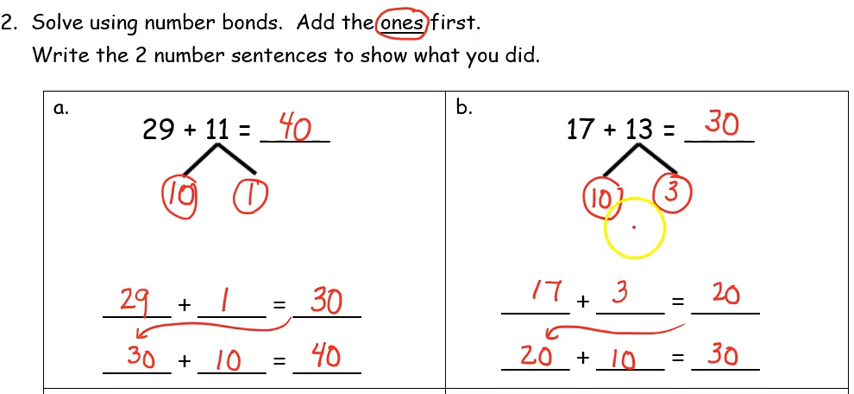 2. Solve using number bonds. Add the ones first.
Write the 2 number sentences to show what you did.
a.
29 + 11 = 40
10 1
29 + 1 = 30
30 + 10 = 40
b.
17 + 13 = 30
10 3
17 + 3 = 20
20 + 10 = 30